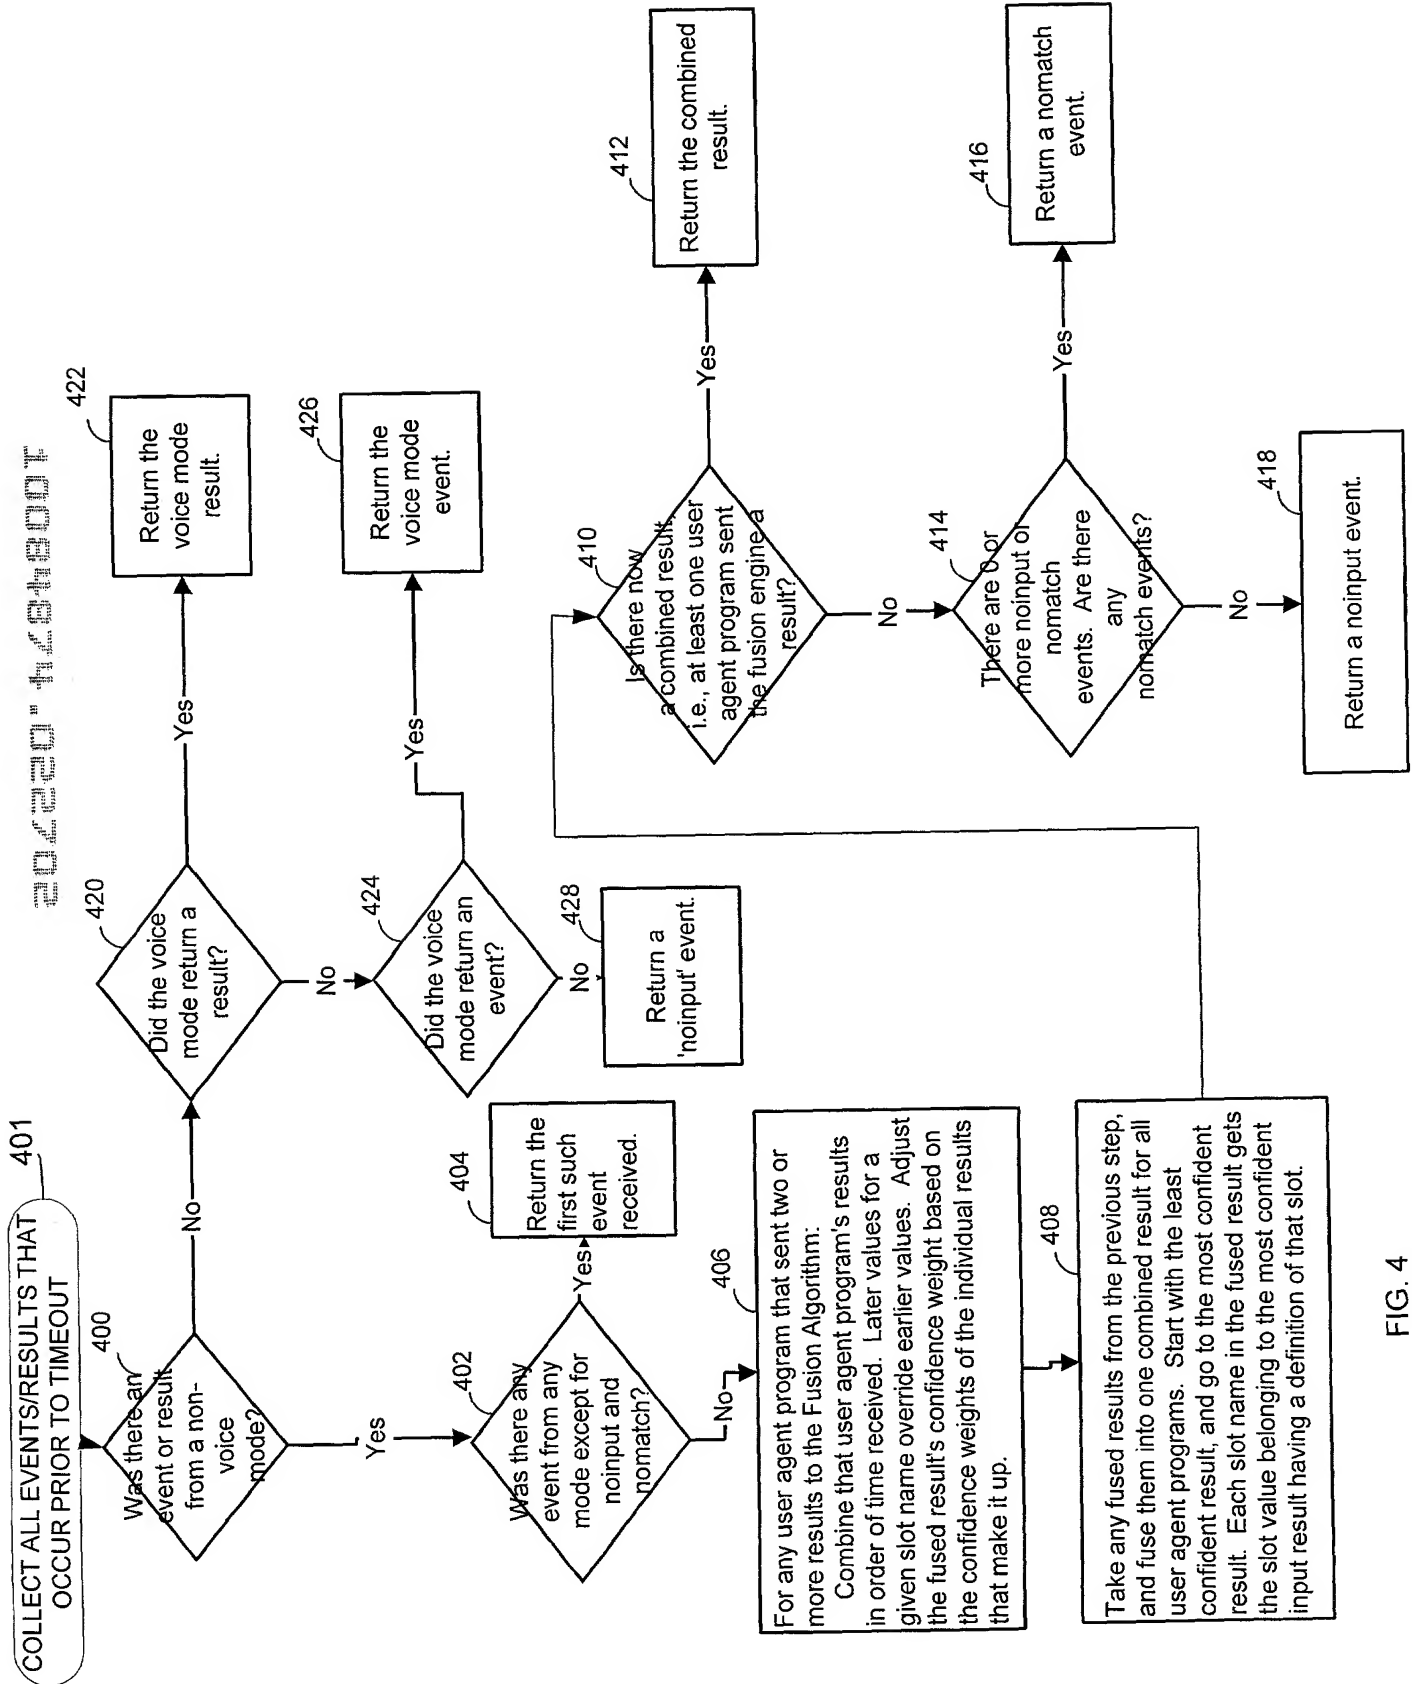 COLLECT ALL EVENTS/RESULTS THAT
OCCUR PRIOR TO TIMEOUT
401
400
Was there an
event or result
from a non-
voice
mode?
No
Yes
420
Did the voice
mode return a
result?
Yes
422
Return the
voice mode
result.
No
424
Did the voice
mode return an
event?
Yes
426
Return the
voice mode
event.
No
428
Return a
'noinput' event.
402
Was there any
event from any
mode except for
noinput and
nomatch?
Yes
404
Return the
first such
event
received.
No
406
For any user agent program that sent two or
more results to the Fusion Algorithm:
Combine that user agent program's results
in order of time received. Later values for a
given slot name override earlier values. Adjust
the fused result's confidence weight based on
the confidence weights of the individual results
that make it up.
408
Take any fused results from the previous step,
and fuse them into one combined result for all
user agent programs. Start with the least
confident result, and go to the most confident
result. Each slot name in the fused result gets
the slot value belonging to the most confident
input result having a definition of that slot.
410
Is there now
a combined result,
i.e., at least one user
agent program sent
the fusion engine a
result?
Yes
412
Return the combined
result.
No
414
There are 0 or
more noinput or
nomatch
events. Are there
any
nomatch events?
Yes
416
Return a nomatch
event.
No
418
Return a noinput event.
FIG. 4